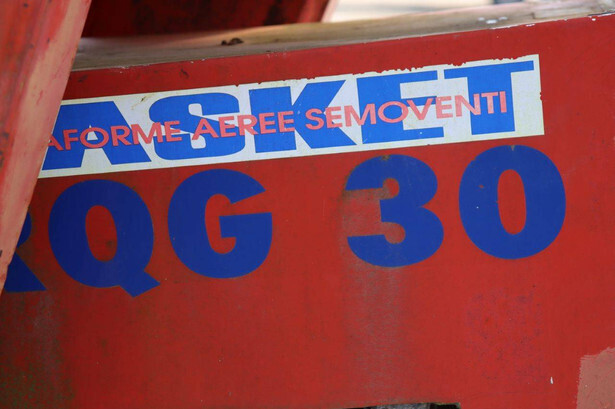 ASKET
AFORME AEREE SEMOVENTI
RQG 30